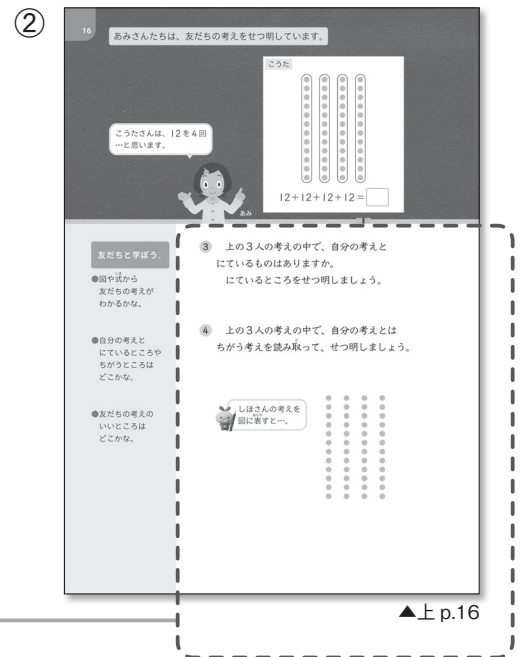 ②
16
あみさんたちは、友だちの考えをせつ明しています。
こうた
こうたさんは、12を4回
…と思います。
12+12+12+12=
あみ
友だちと学ぼう。
●図や式から
しき
友だちの考えが
わかるかな。
●自分の考えと
にているところや
ちがうところは
どこかな。
●友だちの考えの
いいところは
どこかな。
3 上の3人の考えの中で、自分の考えと
にているものはありますか。
にているところをせつ明しましょう。
4 上の3人の考えの中で、自分の考えとは
ちがう考えを読み取って、せつ明しましょう。
と
しほさんの考えを
図に表すと…。
あらわ
▲上 p.16